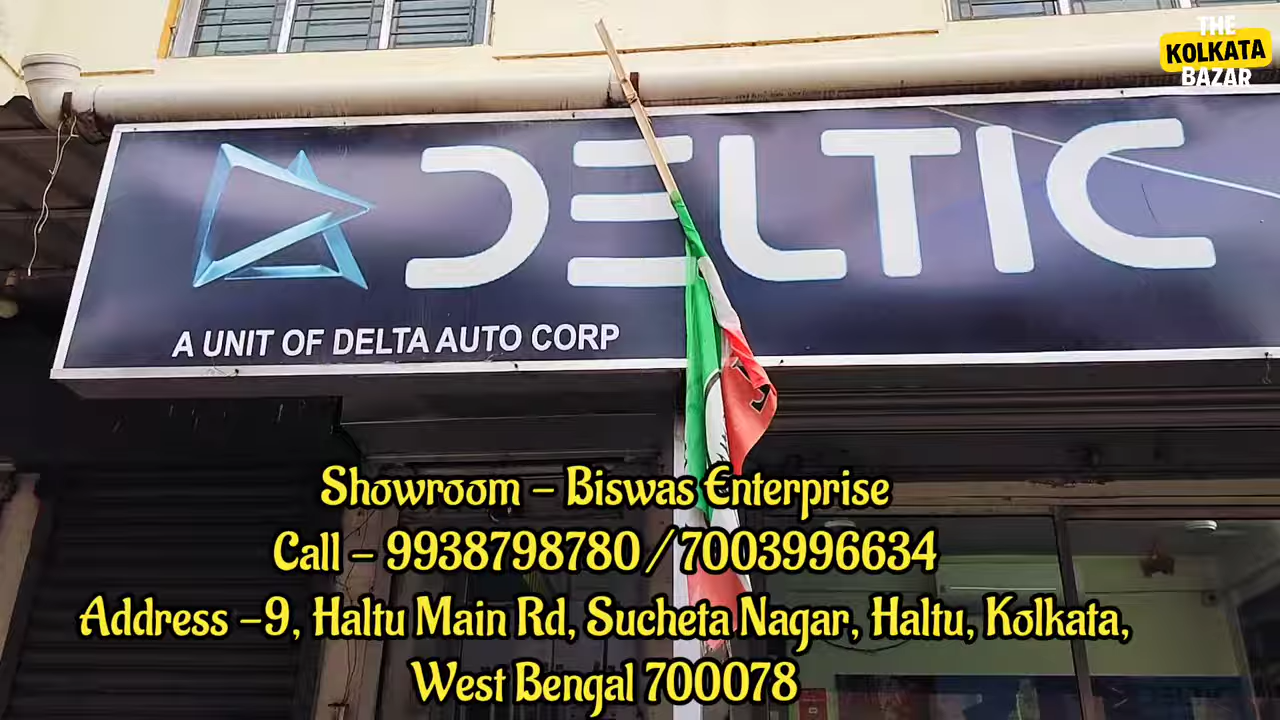 THE
KOLKATA
BAZAR
DELTIC
A UNIT OF DELTA AUTO CORP
Showroom – Biswas Enterprise
Call – 9938798780 / 7003996634
Address –9, Haltu Main Rd, Sucheta Nagar, Haltu, Kolkata,
West Bengal 700078
DELTIC